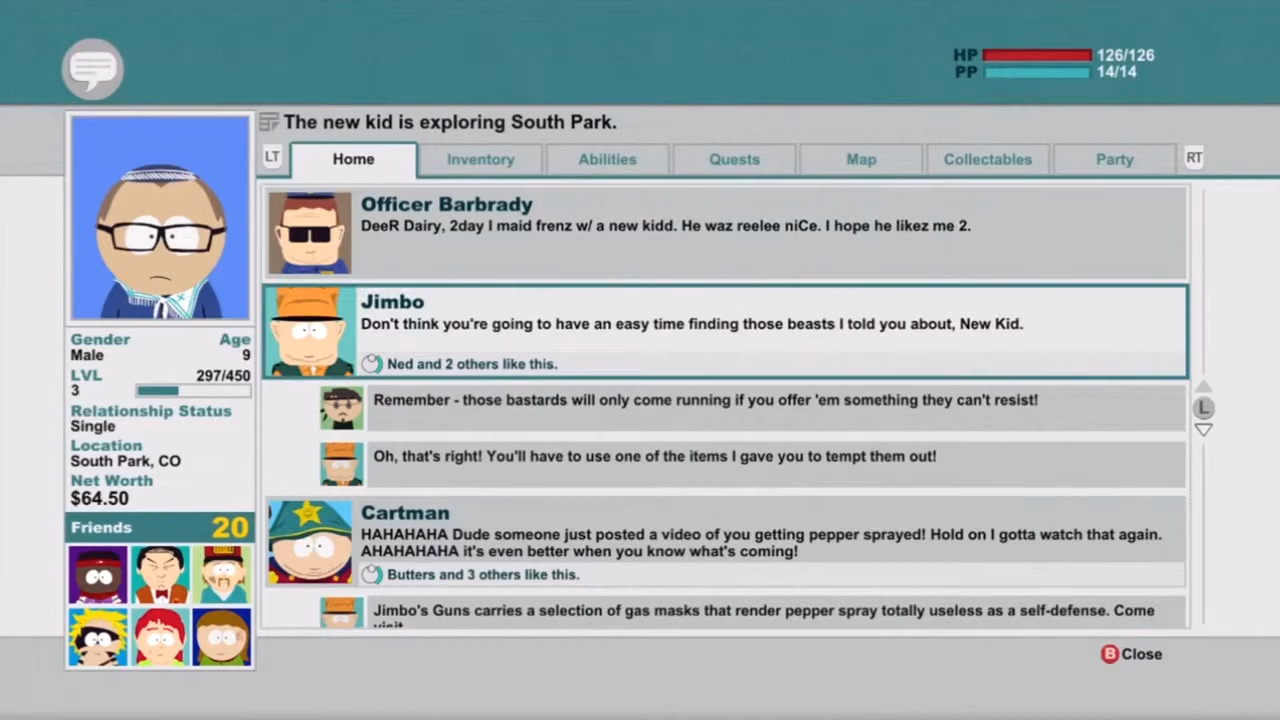 HP 126/126
PP 14/14
The new kid is exploring South Park.
LT Home Inventory Abilities Quests Map Collectables Party RT
Officer Barbrady
DeeR Dairy, 2day I maid frenz w/ a new kidd. He waz reelee niCe. I hope he likez me 2.
Jimbo
Don't think you're going to have an easy time finding those beasts I told you about, New Kid.
Ned and 2 others like this.
Remember - those bastards will only come running if you offer 'em something they can't resist!
Oh, that's right! You'll have to use one of the items I gave you to tempt them out!
Cartman
HAHAHAHA Dude someone just posted a video of you getting pepper sprayed! Hold on I gotta watch that again.
AHAHAHAHA it's even better when you know what's coming!
Butters and 3 others like this.
Jimbo's Guns carries a selection of gas masks that render pepper spray totally useless as a self-defense. Come
visit
Gender Age
Male 9
LVL 297/450
3
Relationship Status
Single
Location
South Park, CO
Net Worth
$64.50
Friends 20
L
B Close